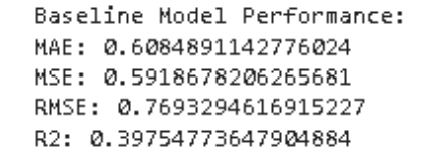 Baseline Model Performance:
MAE: 0.6084891142776024
MSE: 0.5918678206265681
RMSE: 0.7693294616915227
R2: 0.39754773647904884